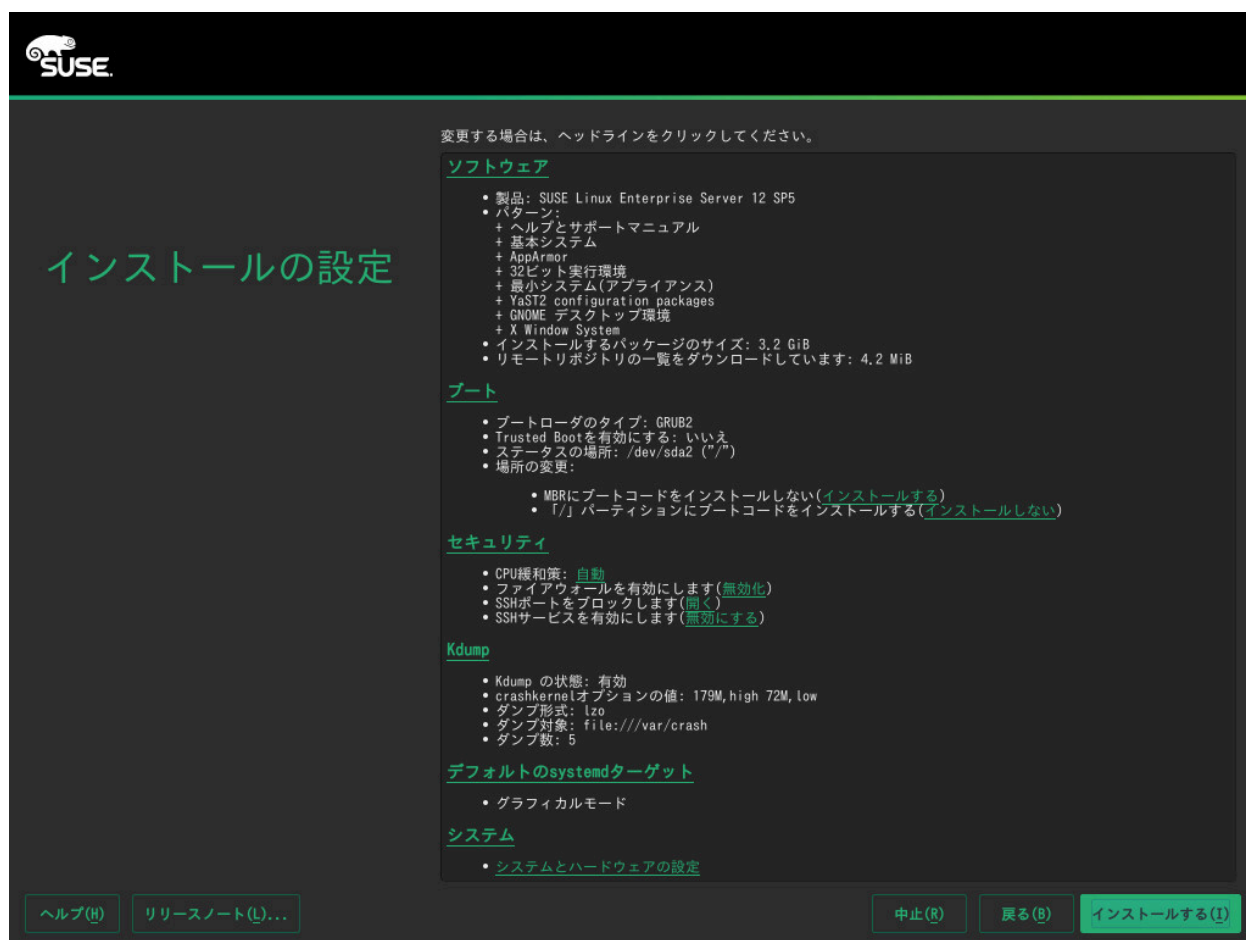 SUSE.
変更する場合は、ヘッドラインをクリックしてください。
インストールの設定
ソフトウェア
• 製品: SUSE Linux Enterprise Server 12 SP5
• パターン:
+ ヘルプとサポートマニュアル
+ 基本システム
+ AppArmor
+ 32ビット実行環境
+ 最小システム(アプライアンス)
+ YaST2 configuration packages
+ GNOME デスクトップ環境
+ X Window System
• インストールするパッケージのサイズ: 3.2 GiB
• リモートリポジトリの一覧をダウンロードしています: 4.2 MiB
ブート
• ブートローダのタイプ: GRUB2
• Trusted Bootを有効にする: いいえ
• ステータスの場所: /dev/sda2 ("/")
• 場所の変更:
• MBRにブートコードをインストールしない(インストールする)
• 「/」パーティションにブートコードをインストールする(インストールしない)
セキュリティ
• CPU緩和策: 自動
• ファイアウォールを有効にします(無効化)
• SSHポートをブロックします(開く)
• SSHサービスを有効にします(無効にする)
Kdump
• Kdump の状態: 有効
• crashkernelオプションの値: 179M,high 72M,low
• ダンプ形式: lzo
• ダンプ対象: file:///var/crash
• ダンプ数: 5
デフォルトのsystemdターゲット
• グラフィカルモード
システム
• システムとハードウェアの設定
ヘルプ(H) リリースノート(L)... 中止(R) 戻る(B) インストールする(I)